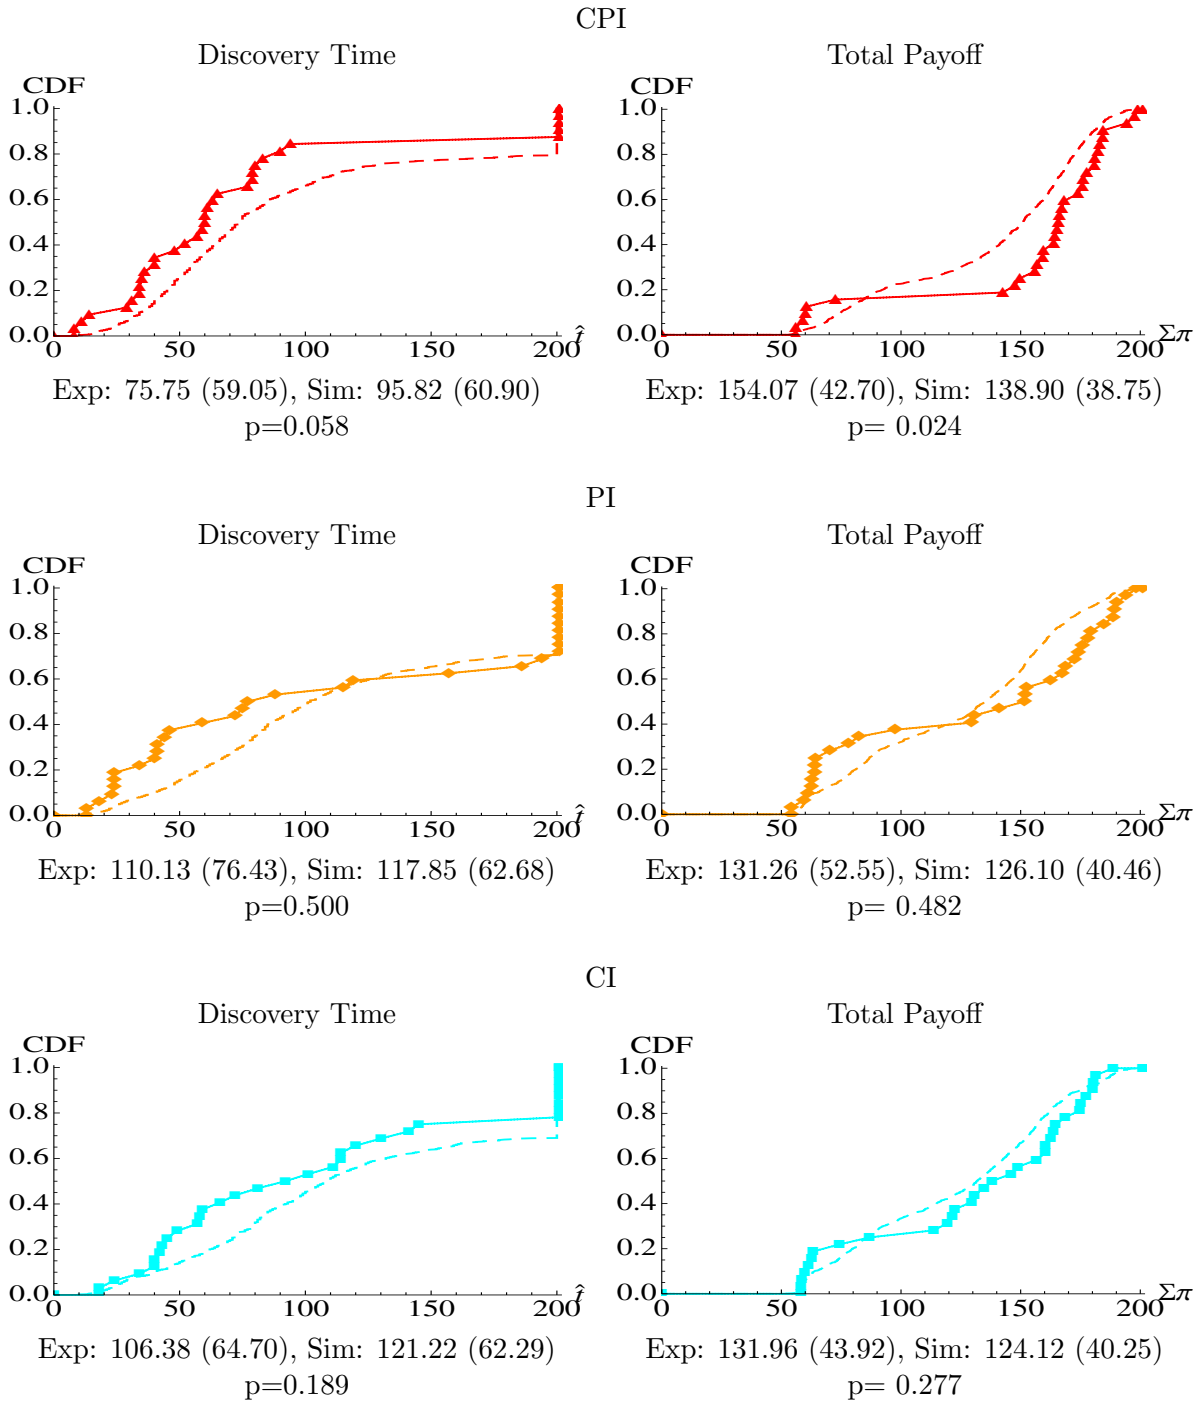 CPI
Discovery Time
CDF
1.0
0.8
0.6
0.4
0.2
0.0
0 50 100 150 200 t̂
Exp: 75.75 (59.05), Sim: 95.82 (60.90)
p=0.058
Total Payoff
CDF
1.0
0.8
0.6
0.4
0.2
0.0
0 50 100 150 200 Σπ
Exp: 154.07 (42.70), Sim: 138.90 (38.75)
p= 0.024
PI
Discovery Time
CDF
1.0
0.8
0.6
0.4
0.2
0.0
0 50 100 150 200 t̂
Exp: 110.13 (76.43), Sim: 117.85 (62.68)
p=0.500
Total Payoff
CDF
1.0
0.8
0.6
0.4
0.2
0.0
0 50 100 150 200 Σπ
Exp: 131.26 (52.55), Sim: 126.10 (40.46)
p= 0.482
CI
Discovery Time
CDF
1.0
0.8
0.6
0.4
0.2
0.0
0 50 100 150 200 t̂
Exp: 106.38 (64.70), Sim: 121.22 (62.29)
p=0.189
Total Payoff
CDF
1.0
0.8
0.6
0.4
0.2
0.0
0 50 100 150 200 Σπ
Exp: 131.96 (43.92), Sim: 124.12 (40.25)
p= 0.277